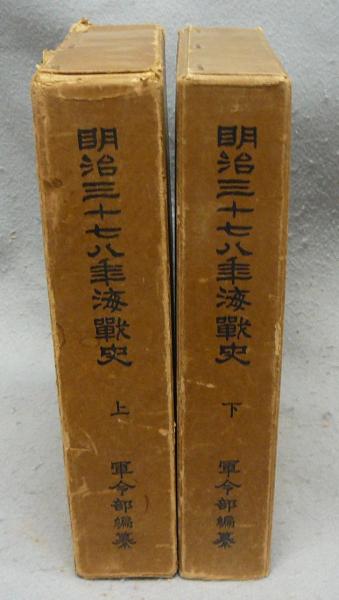 明治三十七八年海戰史
上
軍令部編纂
明治三十七八年海戰史
下
軍令部編纂